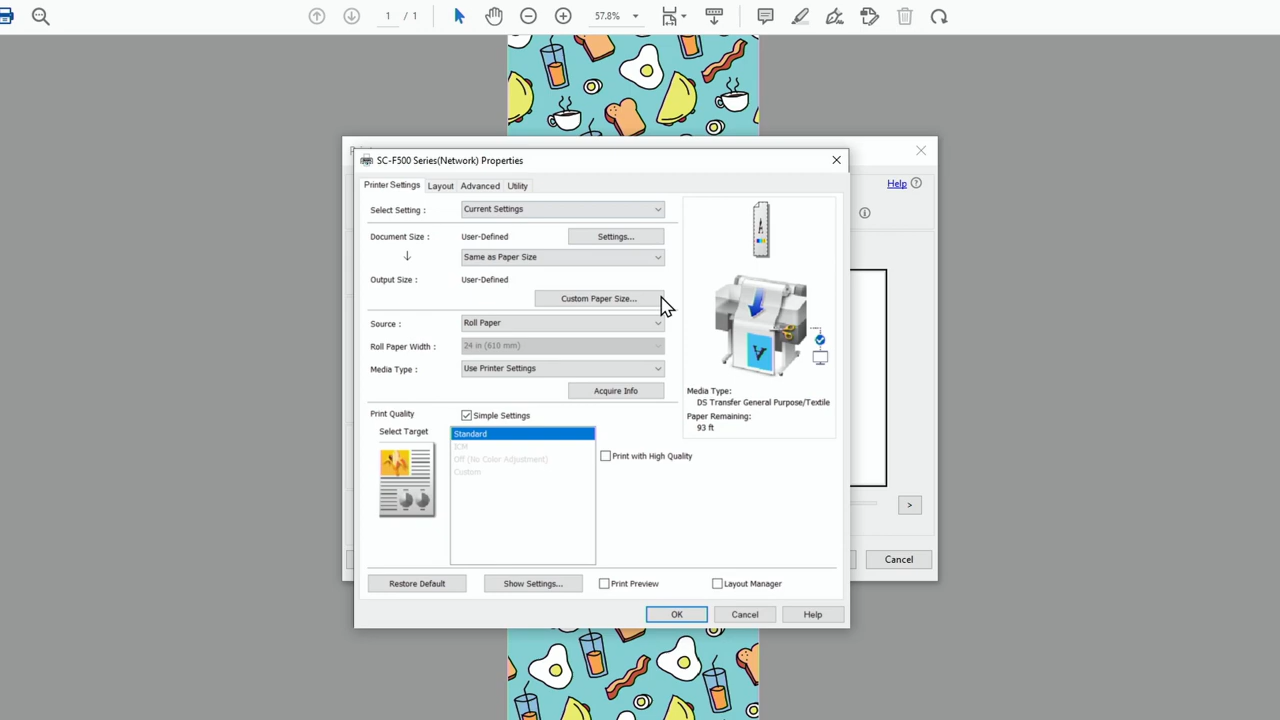 1 / 1
57.8%
SC-F500 Series(Network) Properties
Help
Printer Settings
Layout
Advanced
Utility
Select Setting :
Current Settings
Document Size :
User-Defined
Settings...
Same as Paper Size
Output Size :
User-Defined
Custom Paper Size...
Source :
Roll Paper
Roll Paper Width :
24 in (610 mm)
Media Type :
Use Printer Settings
Acquire Info
Media Type:
DS Transfer General Purpose/Textile
Paper Remaining:
93 ft
Print Quality
Simple Settings
Select Target
Standard
ICM
Off (No Color Adjustment)
Custom
Print with High Quality
>
Cancel
Restore Default
Show Settings...
Print Preview
Layout Manager
OK
Cancel
Help